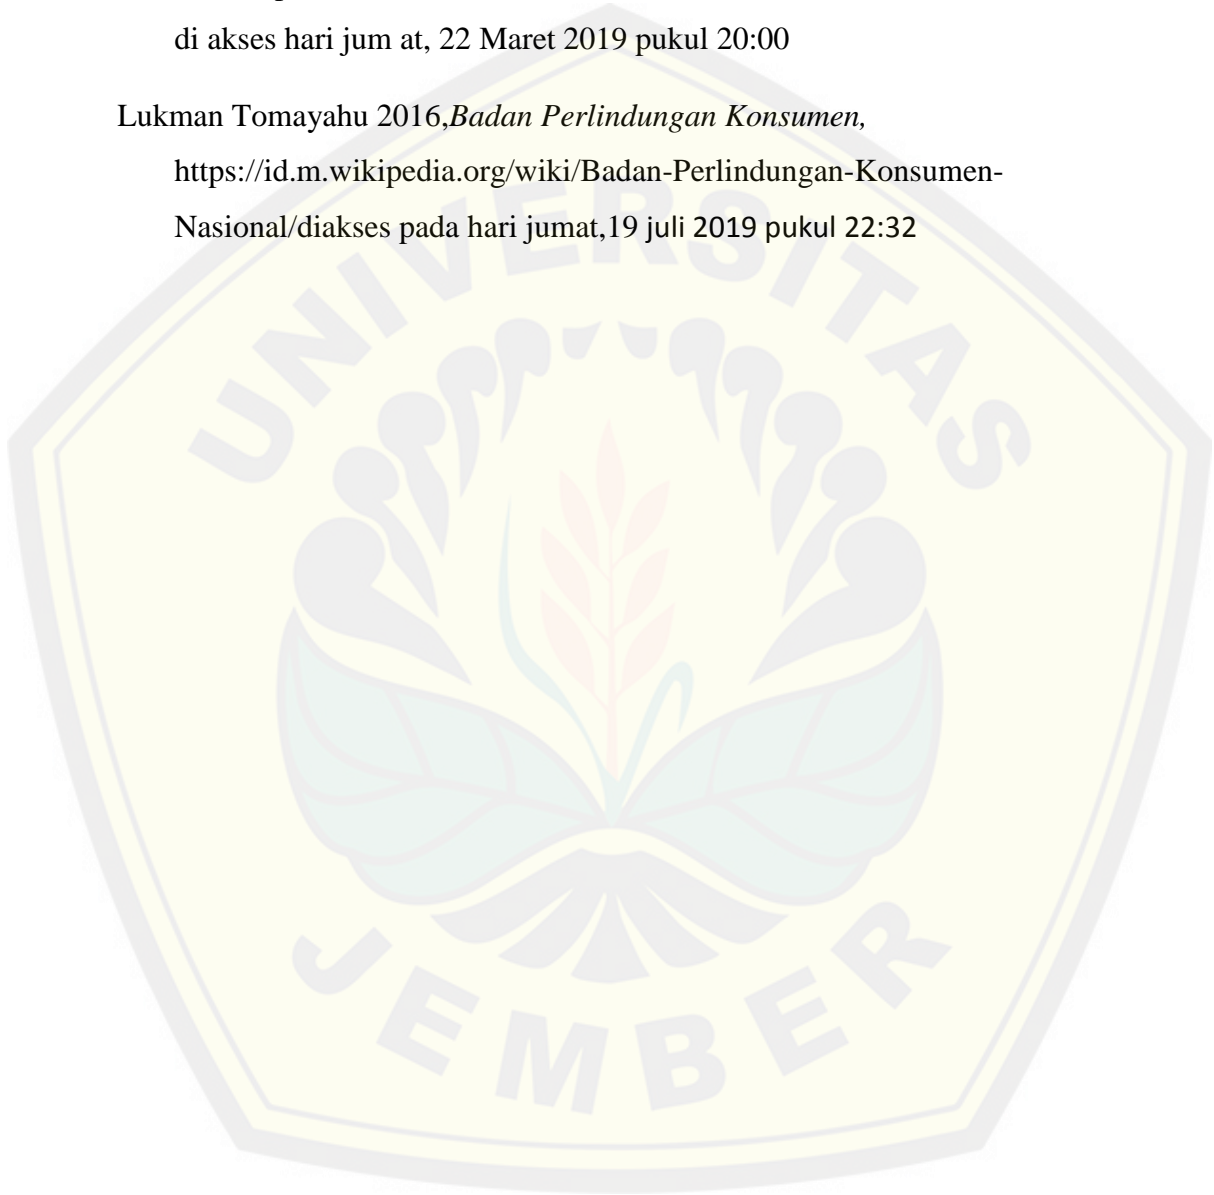 di akses hari jum at, 22 Maret 2019 pukul 20:00
Lukman Tomayahu 2016,Badan Perlindungan Konsumen,
https://id.m.wikipedia.org/wiki/Badan-Perlindungan-Konsumen-
Nasional/diakses pada hari jumat,19 juli 2019 pukul 22:32
UNIVERSITAS
JEMBER